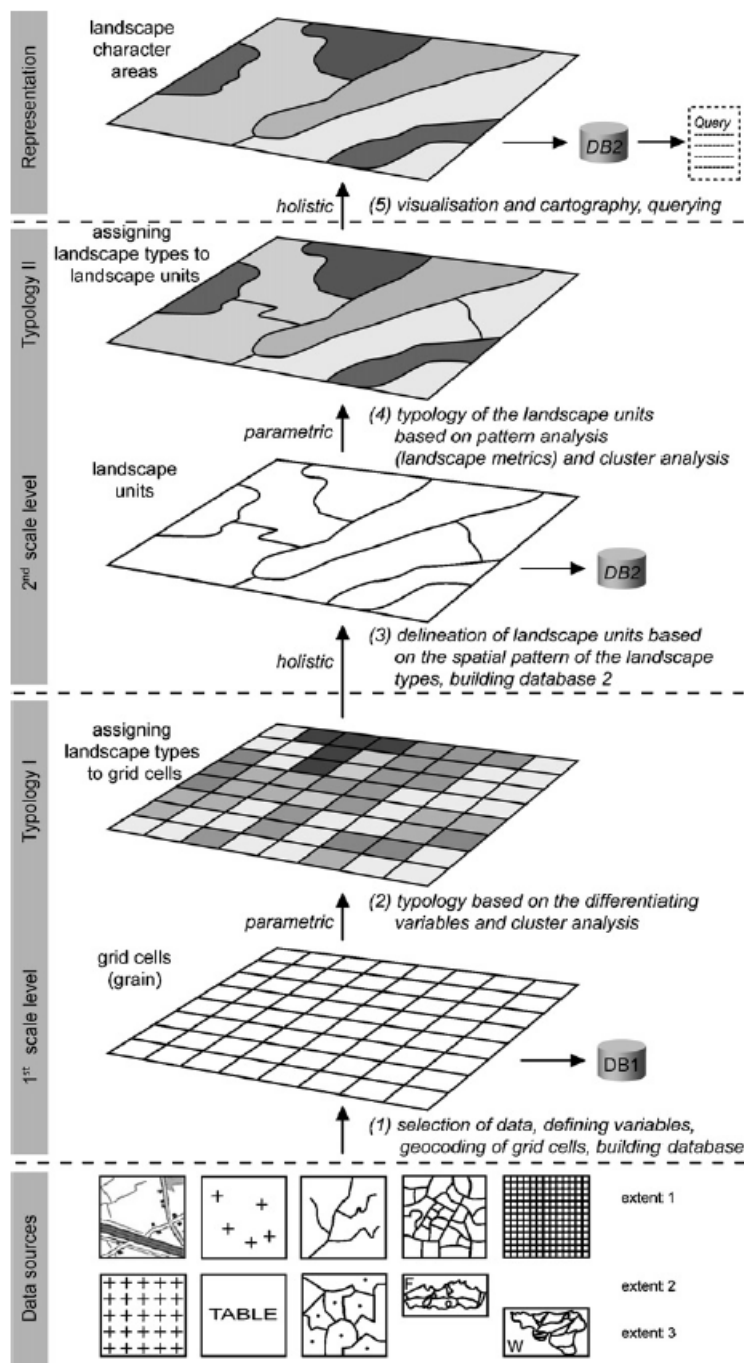 landscape
character
areas
Representation
DB2
Query
holistic
(5) visualisation and cartography, querying
assigning
landscape types to
landscape units
Typology II
parametric
(4) typology of the landscape units
based on pattern analysis
(landscape metrics) and cluster analysis
landscape
units
2nd scale level
DB2
holistic
(3) delineation of landscape units based
on the spatial pattern of the landscape
types, building database 2
assigning
landscape types
to grid cells
Typology I
parametric
(2) typology based on the differentiating
variables and cluster analysis
grid cells
(grain)
1st scale level
DB1
(1) selection of data, defining variables,
geocoding of grid cells, building database
Data sources
extent 1
TABLE
F
extent 2
W
extent 3